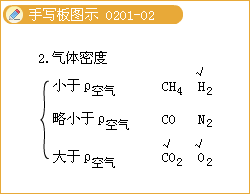 手写板图示 0201-02
2.气体密度
小于ρ空气 CH₄ H₂ √
略小于ρ空气 CO N₂
大于ρ空气 CO₂ √ O₂ √